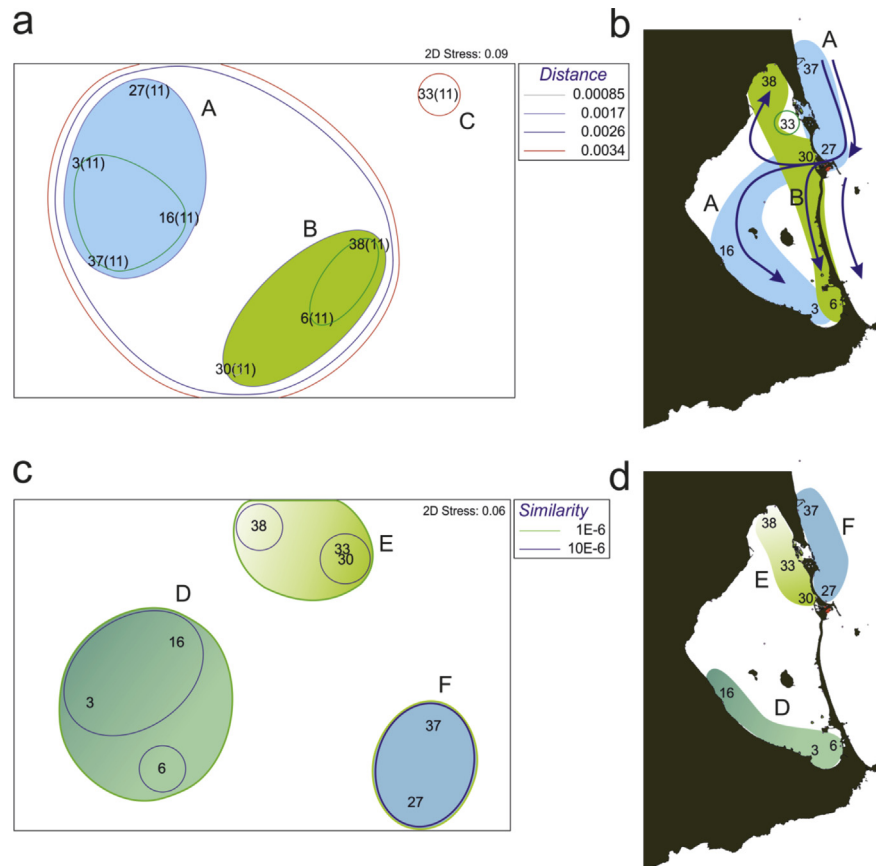 a
2D Stress: 0.09
27(11)
A
33(11)
C
3(11)
16(11)
37(11)
B
38(11)
6(11)
30(11)
Distance
0.00085
0.0017
0.0026
0.0034
b
A
37
38
33
27
30
A
B
16
3
6
c
2D Stress: 0.06
38
33
30
E
D
16
3
6
F
37
27
Similarity
1E-6
10E-6
d
37
F
38
33
E
30
27
16
D
3
6